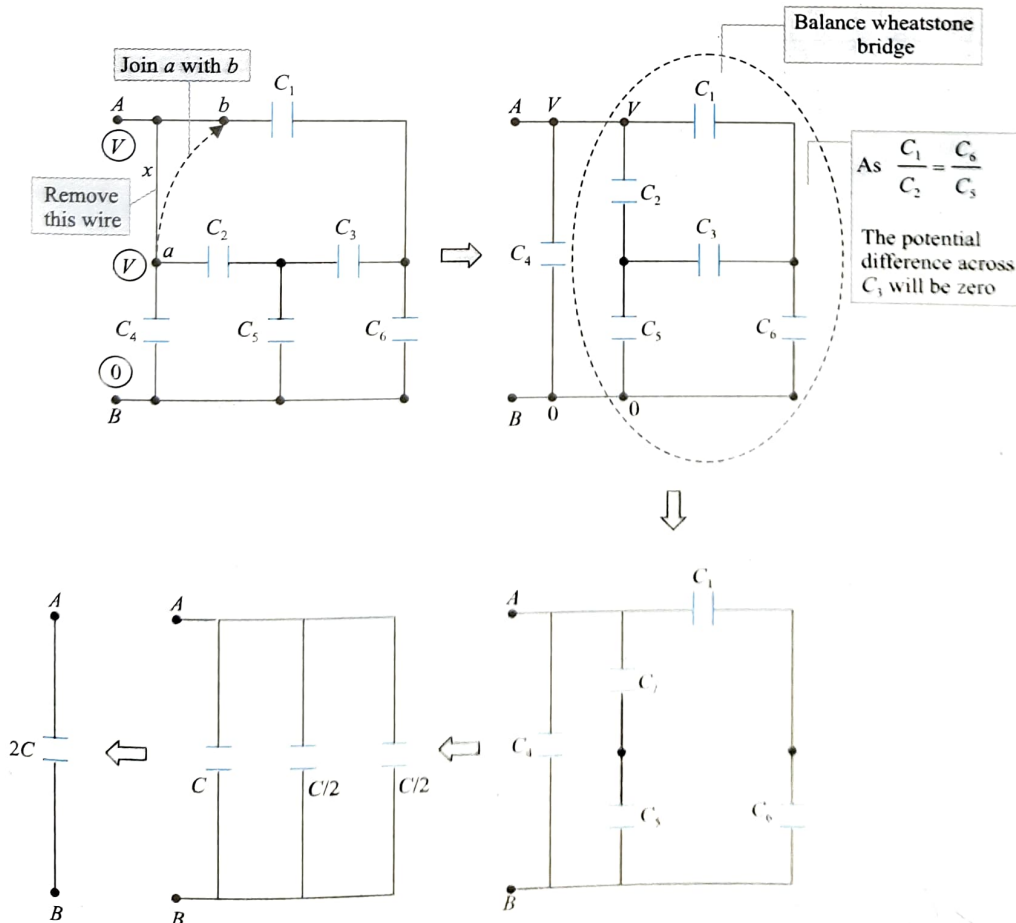 Balance wheatstone
bridge
Join a with b
C₁
A
b
V
x
Remove
this wire
V
a
C₂
C₃
C₄
C₅
C₆
0
B
A
V
V
C₁
C₂
C₃
C₄
C₅
C₆
B
0
0
As C₁/C₂ = C₆/C₅
The potential
difference across
C₃ will be zero
A
2C
B
A
C
C/2
C/2
B
A
C₁
C₄
C₅
C₆
B